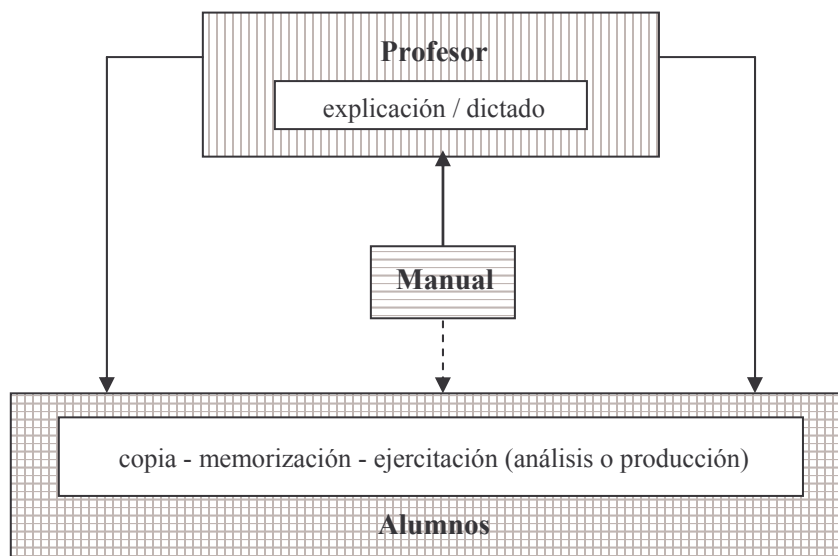 Profesor
explicación / dictado
Manual
copia - memorización - ejercitación (análisis o producción)
Alumnos